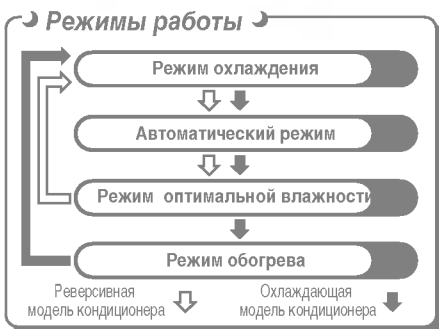 Режимы работы
Режим охлаждения
Автоматический режим
Режим оптимальной влажности
Режим обогрева
Реверсивная
модель кондиционера
Охлаждающая
модель кондиционера